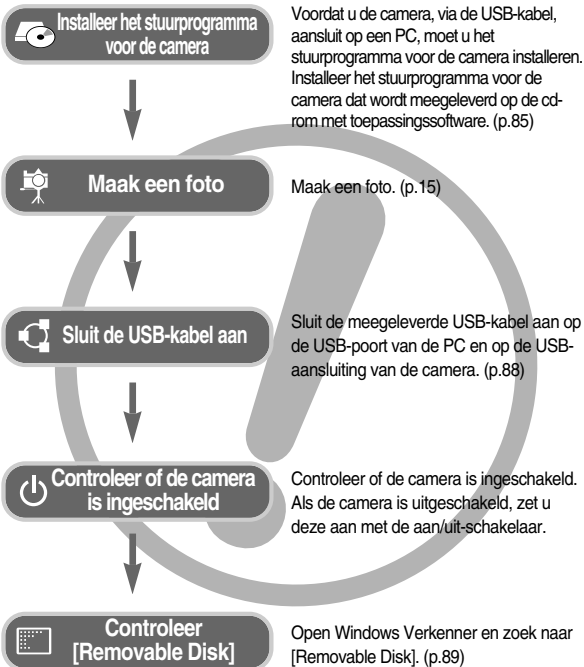 Installeer het stuurprogramma
voor de camera
Voordat u de camera, via de USB-kabel,
aansluit op een PC, moet u het
stuurprogramma voor de camera installeren.
Installeer het stuurprogramma voor de
camera dat wordt meegeleverd op de cd-
rom met toepassingssoftware. (p.85)
Maak een foto
Maak een foto. (p.15)
Sluit de USB-kabel aan
Sluit de meegeleverde USB-kabel aan op
de USB-poort van de PC en op de USB-
aansluiting van de camera. (p.88)
Controleer of de camera
is ingeschakeld
Controleer of de camera is ingeschakeld.
Als de camera is uitgeschakeld, zet u
deze aan met de aan/uit-schakelaar.
Controleer
[Removable Disk]
Open Windows Verkenner en zoek naar
[Removable Disk]. (p.89)